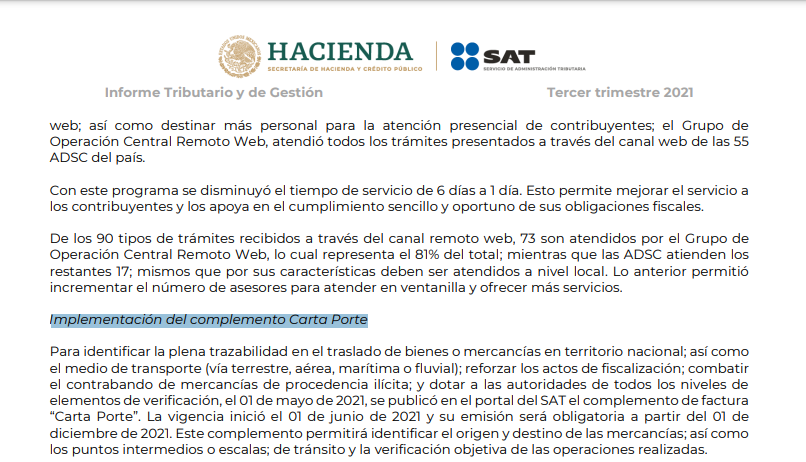 HACIENDA
SECRETARÍA DE HACIENDA Y CRÉDITO PÚBLICO
SAT
SERVICIO DE ADMINISTRACIÓN TRIBUTARIA
Informe Tributario y de Gestión
Tercer trimestre 2021
web; así como destinar más personal para la atención presencial de contribuyentes; el Grupo de
Operación Central Remoto Web, atendió todos los trámites presentados a través del canal web de las 55
ADSC del país.
Con este programa se disminuyó el tiempo de servicio de 6 días a 1 día. Esto permite mejorar el servicio a
los contribuyentes y los apoya en el cumplimiento sencillo y oportuno de sus obligaciones fiscales.
De los 90 tipos de trámites recibidos a través del canal remoto web, 73 son atendidos por el Grupo de
Operación Central Remoto Web, lo cual representa el 81% del total; mientras que las ADSC atienden los
restantes 17; mismos que por sus características deben ser atendidos a nivel local. Lo anterior permitió
incrementar el número de asesores para atender en ventanilla y ofrecer más servicios.
Implementación del complemento Carta Porte
Para identificar la plena trazabilidad en el traslado de bienes o mercancías en territorio nacional; así como
el medio de transporte (vía terrestre, aérea, marítima o fluvial); reforzar los actos de fiscalización; combatir
el contrabando de mercancías de procedencia ilícita; y dotar a las autoridades de todos los niveles de
elementos de verificación, el 01 de mayo de 2021, se publicó en el portal del SAT el complemento de factura
“Carta Porte”. La vigencia inició el 01 de junio de 2021 y su emisión será obligatoria a partir del 01 de
diciembre de 2021. Este complemento permitirá identificar el origen y destino de las mercancías; así como
los puntos intermedios o escalas; de tránsito y la verificación objetiva de las operaciones realizadas.